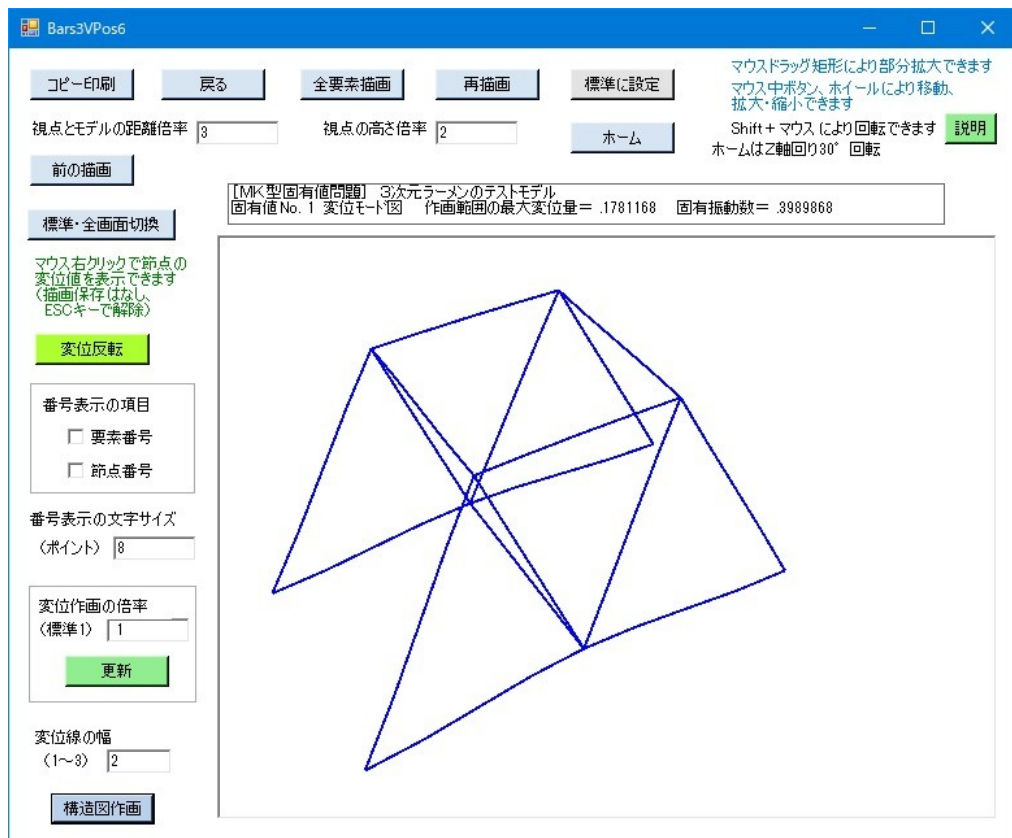 Bars3VPos6
コピー印刷
戻る
全要素描画
再描画
標準に設定
マウスドラッグ矩形により部分拡大できます
マウス中ボタン、ホイールにより移動、
拡大・縮小できます
視点とモデルの距離倍率 3
視点の高さ倍率 2
ホーム
Shift+マウス により回転できます
説明
ホームはZ軸回り30°回転
前の描画
[MK型固有値問題] 3次元ラーメンのテストモデル
固有値No. 1 変位モード図 作画範囲の最大変位量= .1781168 固有振動数= .3989868
標準・全画面切換
マウス右クリックで節点の
変位値を表示できます
(描画保存はなし、
ESCキーで解除)
変位反転
番号表示の項目
要素番号
節点番号
番号表示の文字サイズ
(ポイント) 8
変位作画の倍率
(標準1) 1
更新
変位線の幅
(1~3) 2
構造図作画